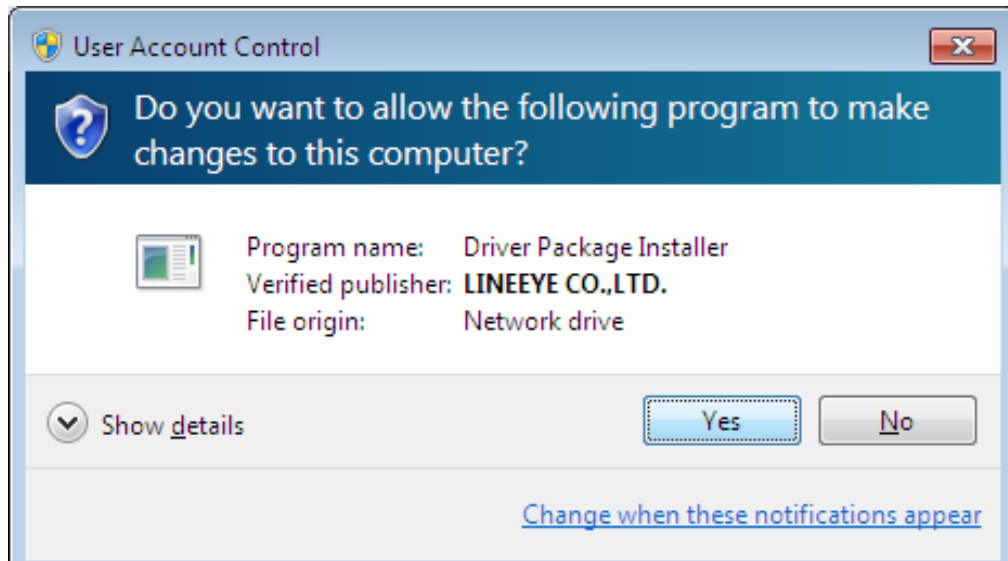 User Account Control
Do you want to allow the following program to make
changes to this computer?
Program name: Driver Package Installer
Verified publisher: LINEEYE CO.,LTD.
File origin: Network drive
Show details
Yes
No
Change when these notifications appear